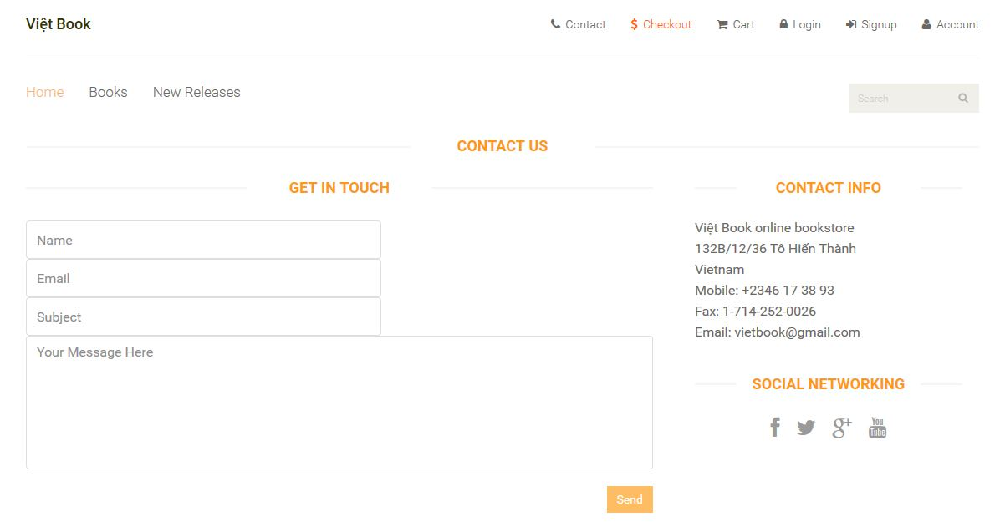 Việt Book
Contact
Checkout
Cart
Login
Signup
Account
Home
Books
New Releases
Search
CONTACT US
GET IN TOUCH
Name
Email
Subject
Your Message Here
Send
CONTACT INFO
Việt Book online bookstore
132B/12/36 Tô Hiến Thành
Vietnam
Mobile: +2346 17 38 93
Fax: 1-714-252-0026
Email: vietbook@gmail.com
SOCIAL NETWORKING
You
Tube